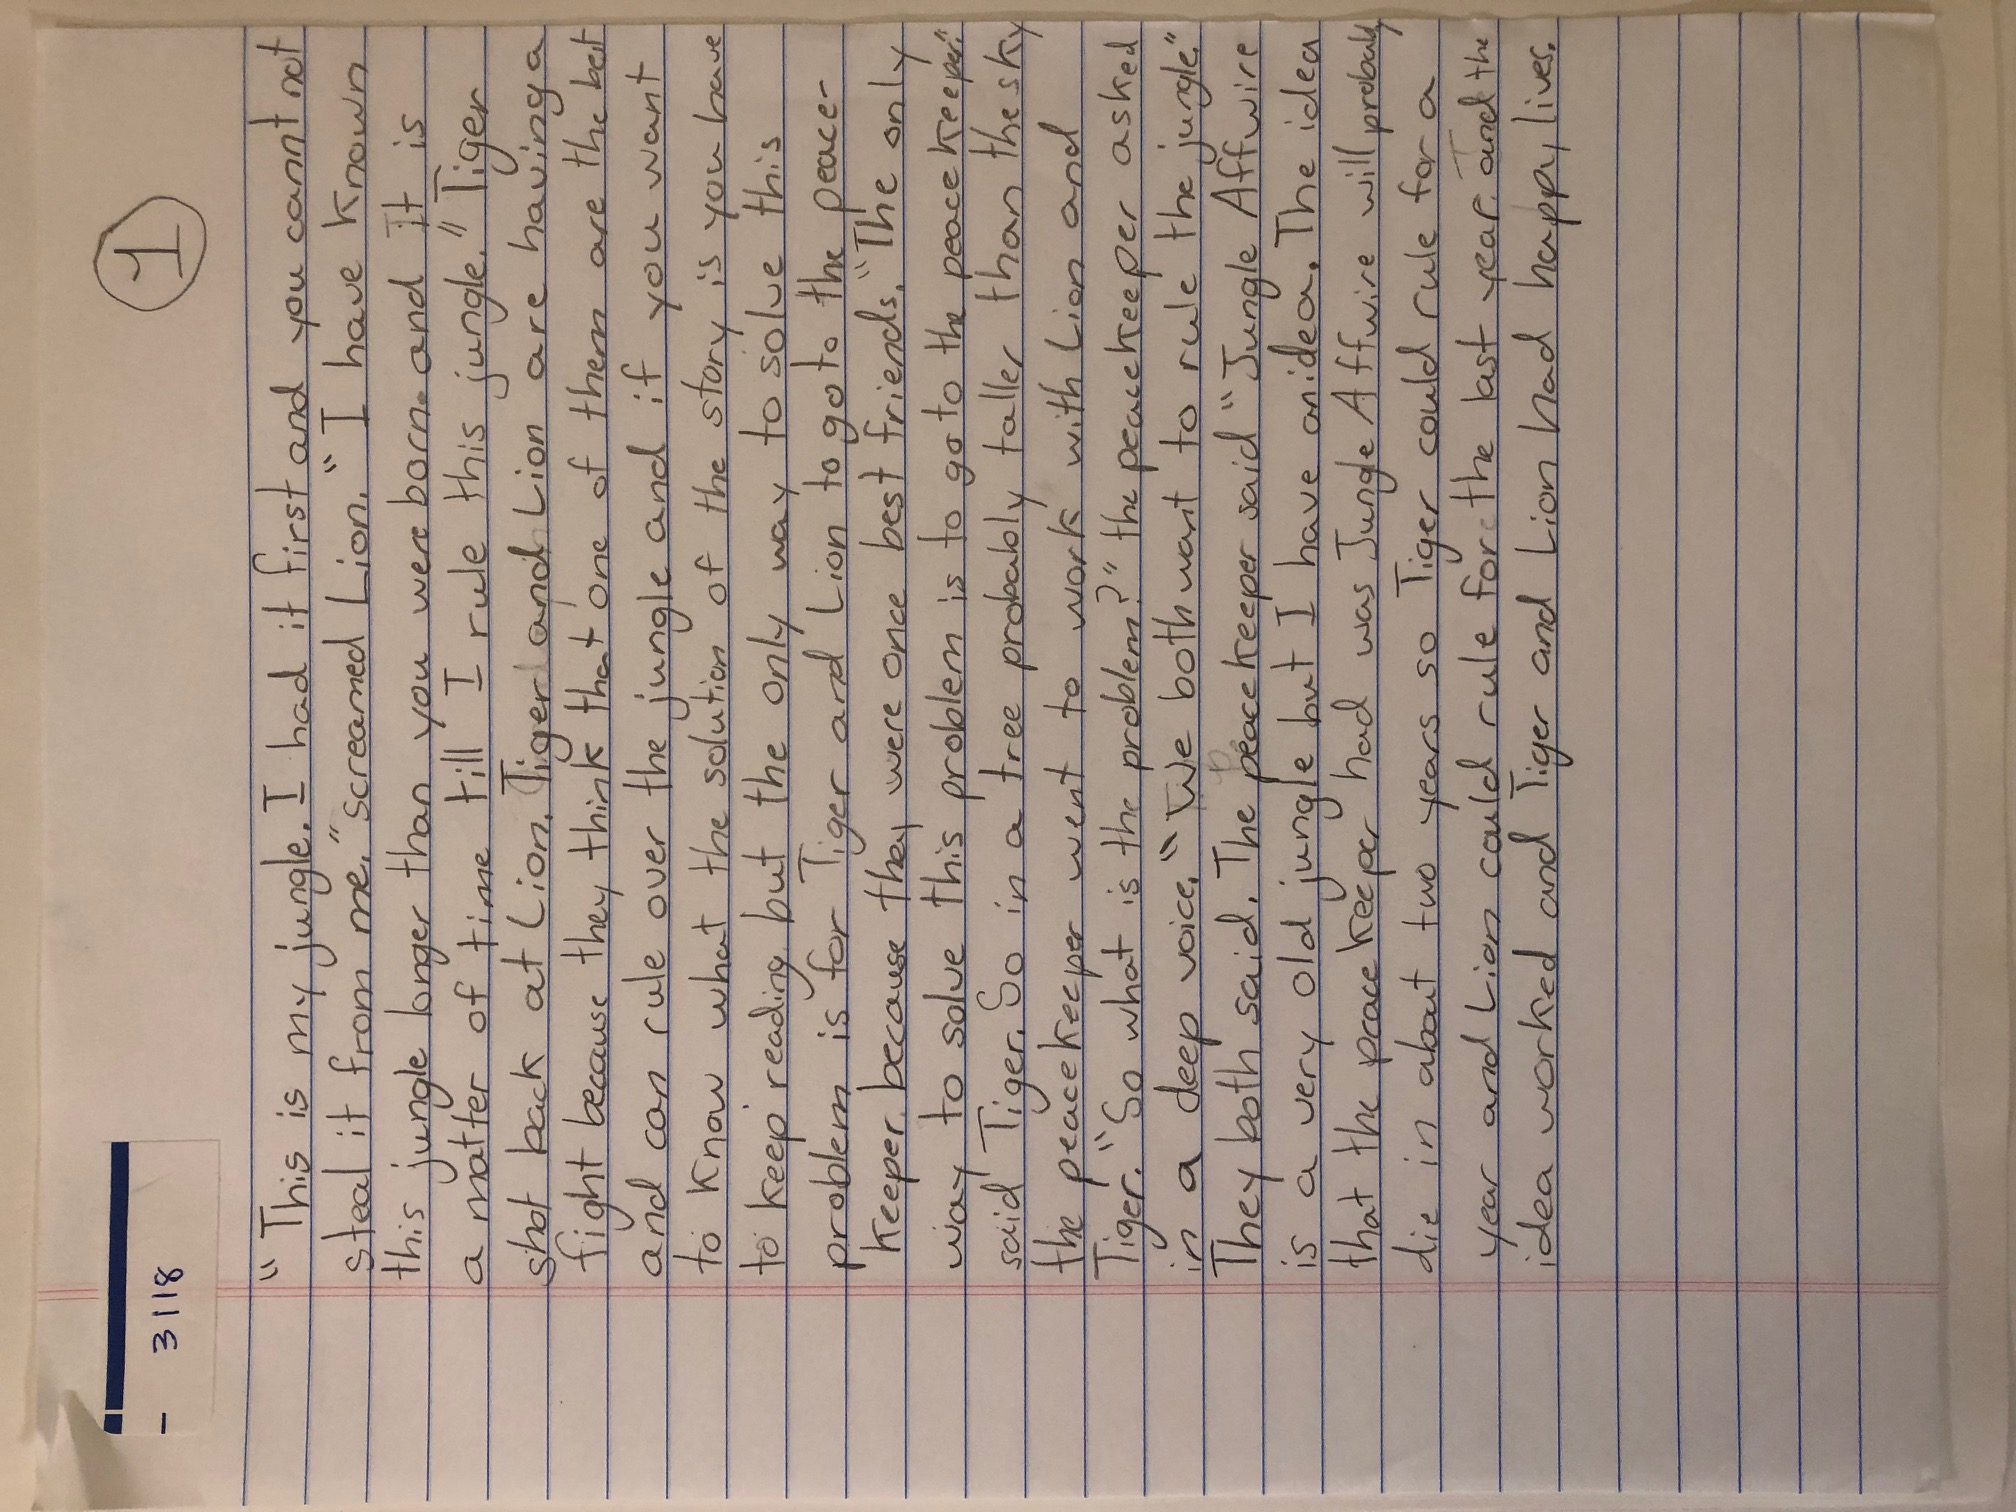 - 3118
1
"This is my jungle. I had it first and you cannt not
steal it from me." screamed Lion. "I have known
this jungle longer than you were born. and It is
a matter of time till I rule this jungle." Tiger
shot back at Lion. Tiger and Lion are having a
fight because they think that one of them are the best
and can rule over the jungle and if you want
to know what the solution of the story is you have
to keep reading. but the only way to solve this
problem is for Tiger and Lion to go to the peace-
keeper. because they were once best friends. "The only
way to solve this problem is to go to the peacekeeper."
said Tiger. So in a tree probably taller than the sky
the peacekeeper went to work with Lion and
Tiger. "So what is the problem?" the peacekeeper asked
in a deep voice. "We both want to rule the jungle."
They both said. The peacekeeper said "Jungle Affwire
is a very old jungle but I have an idea. The idea
that the peacekeeper had was Jungle Affwire will probably
die in about two years so Tiger could rule for a
year and Lion could rule for the last year. and the
idea worked and Tiger and Lion had happy lives.